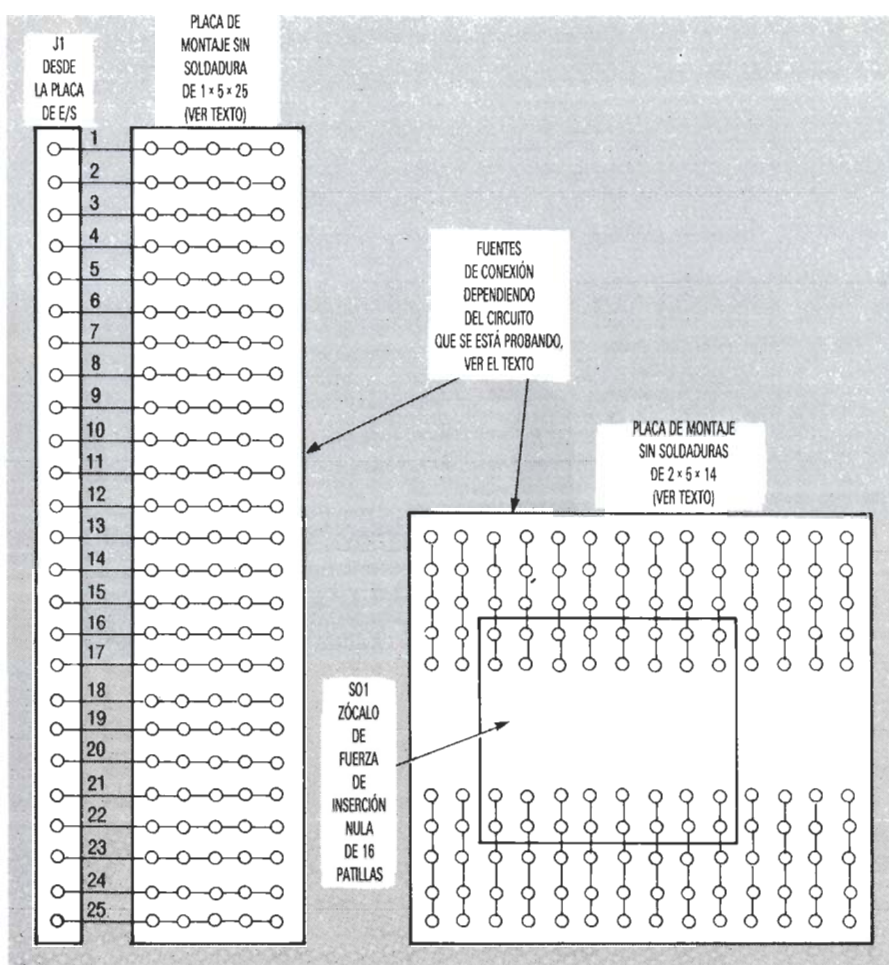 J1
DESDE
LA PLACA
DE E/S
PLACA DE
MONTAJE SIN
SOLDADURA
DE 1 × 5 × 25
(VER TEXTO)
1
2
3
4
5
6
7
8
9
10
11
12
13
14
15
16
17
18
19
20
21
22
23
24
25
FUENTES
DE CONEXIÓN
DEPENDIENDO
DEL CIRCUITO
QUE SE ESTÁ PROBANDO,
VER EL TEXTO
PLACA DE MONTAJE
SIN SOLDADURAS
DE 2 × 5 × 14
(VER TEXTO)
SO1
ZÓCALO
DE
FUERZA
DE
INSERCIÓN
NULA
DE 16
PATILLAS